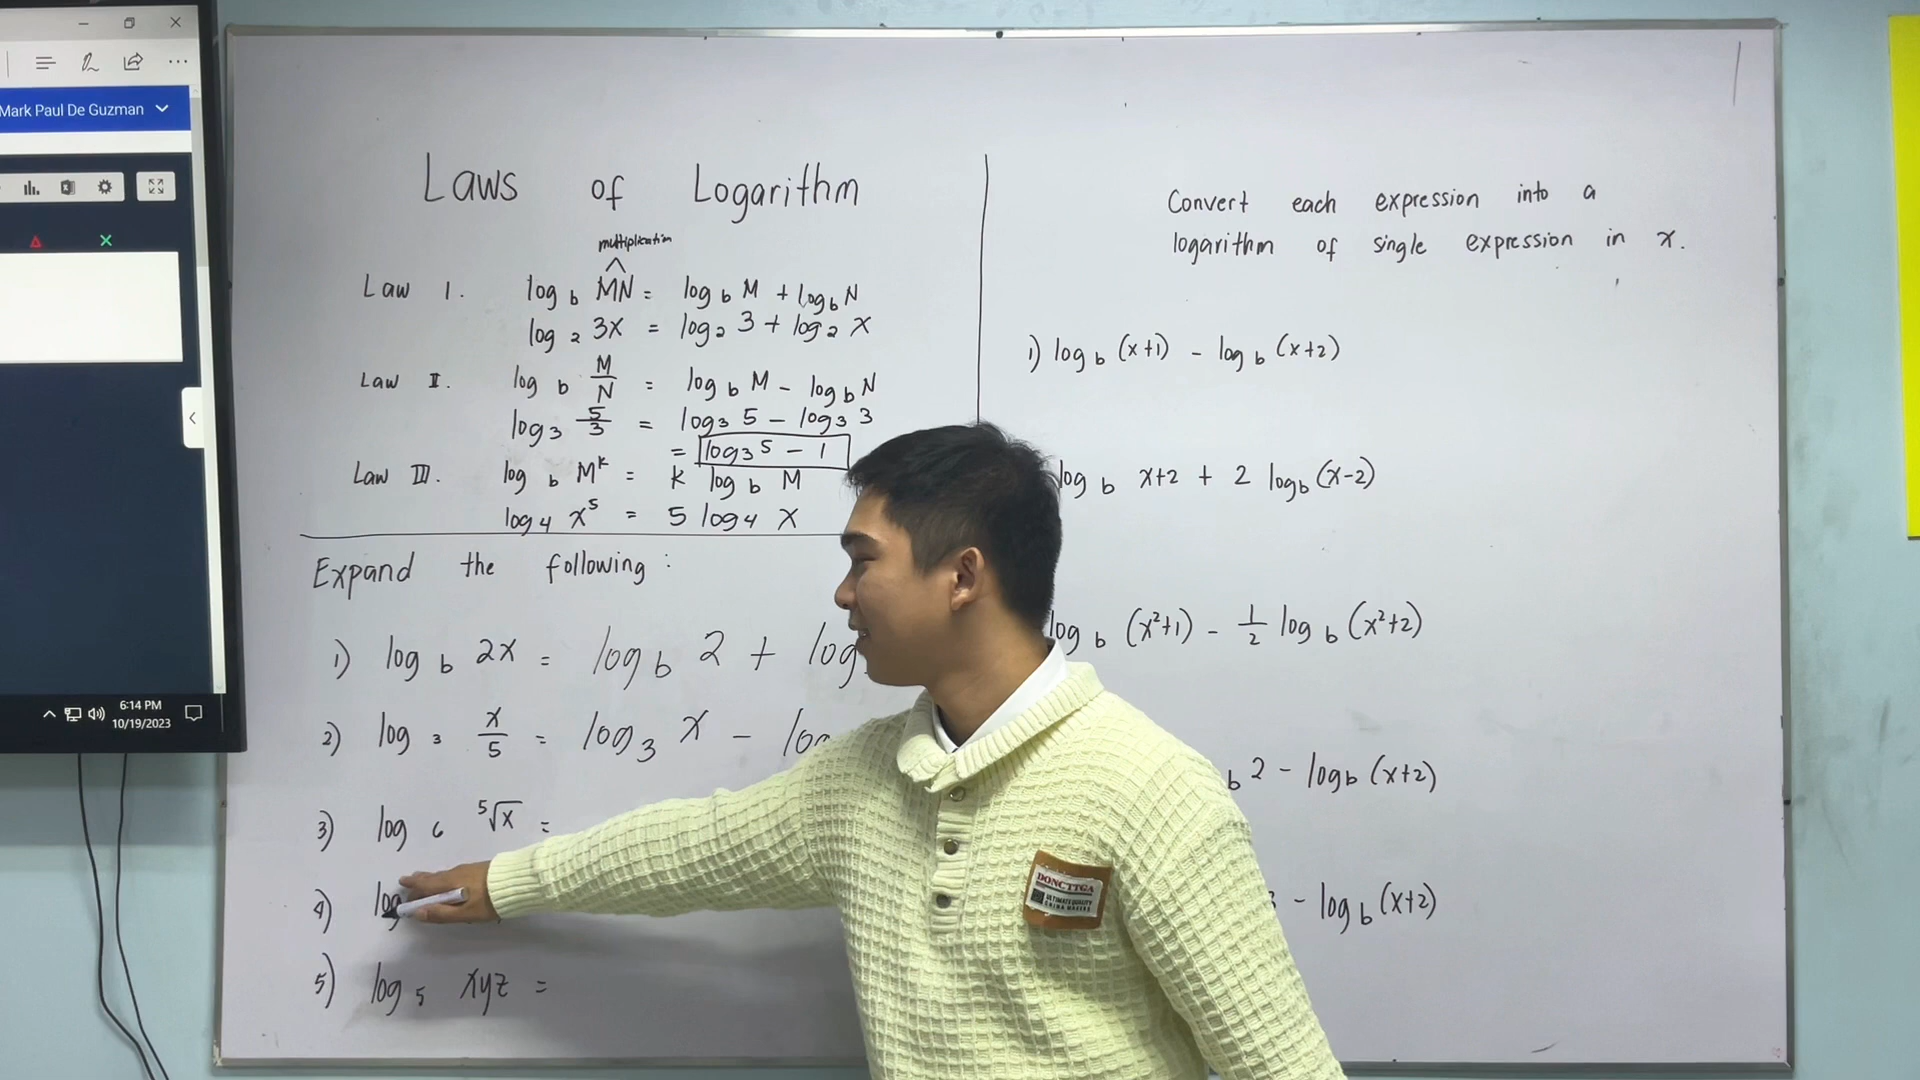 Mark Paul De Guzman
6:14 PM
10/19/2023
Laws of Logarithm
multiplication
Law I. log b MN = log b M + log b N
log 2 3x = log 2 3 + log 2 x
Law II. log b M/N = log b M - log b N
log 3 5/3 = log 3 5 - log 3 3
= log 3 5 - 1
Law III. log b M^k = k log b M
log 4 x^5 = 5 log 4 x
Expand the following :
1) log b 2x = log b 2 + log
2) log 3 x/5 = log 3 x -
3) log 6 ⁵√x =
4) log
5) log 5 xyz =
Convert each expression into a
logarithm of single expression in x.
1) log b (x+1) - log b (x+2)
log b x+2 + 2 log b (x-2)
log b (x²+1) - 1/2 log b (x²+2)
b 2 - log b (x+2)
- log b (x+2)
DONCTTGA
ULTIMATE QUALITY